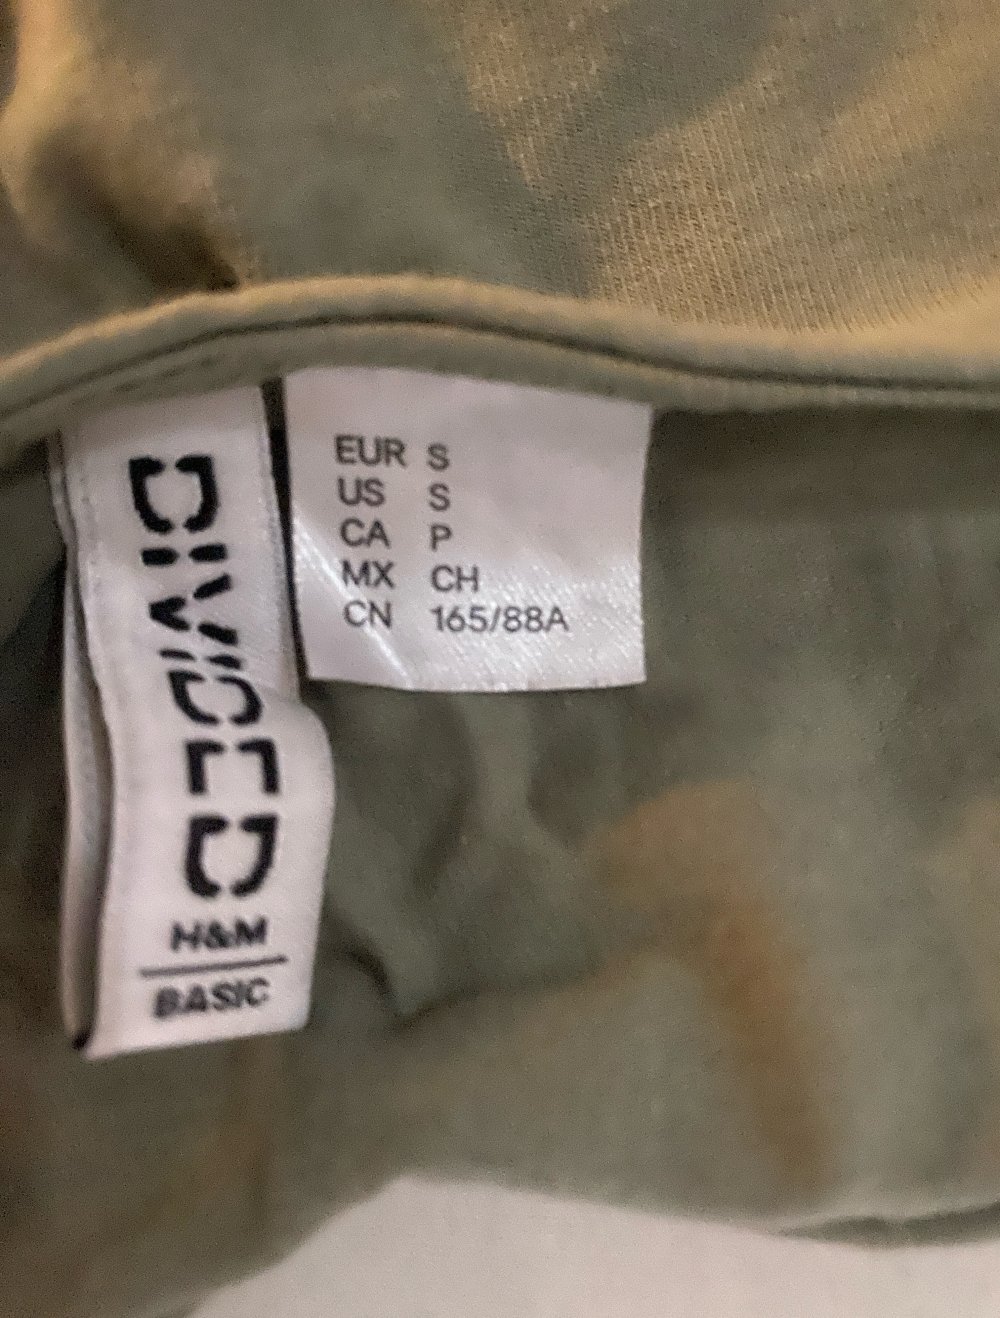 DIVIDED
H&M
BASIC
EUR S
US S
CA P
MX CH
CN 165/88A